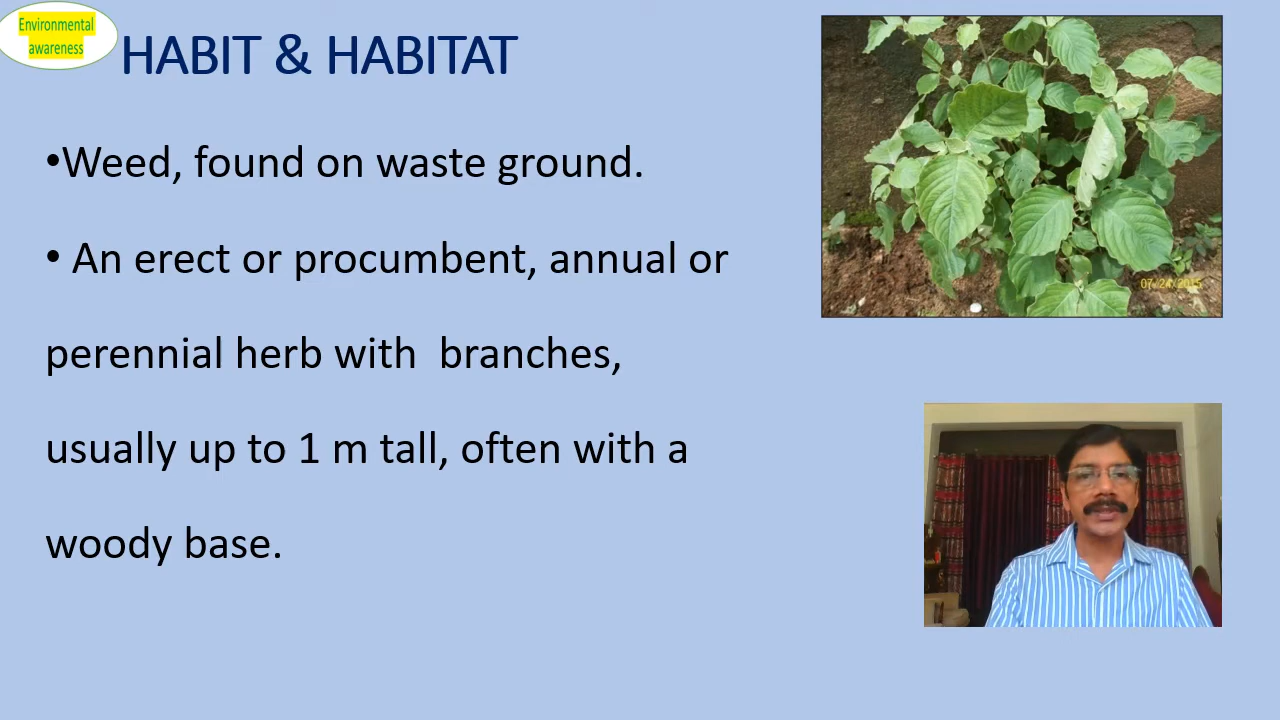 Environmental
awareness
HABIT & HABITAT
•Weed, found on waste ground.
• An erect or procumbent, annual or
perennial herb with  branches,
usually up to 1 m tall, often with a
woody base.
07/24/2015